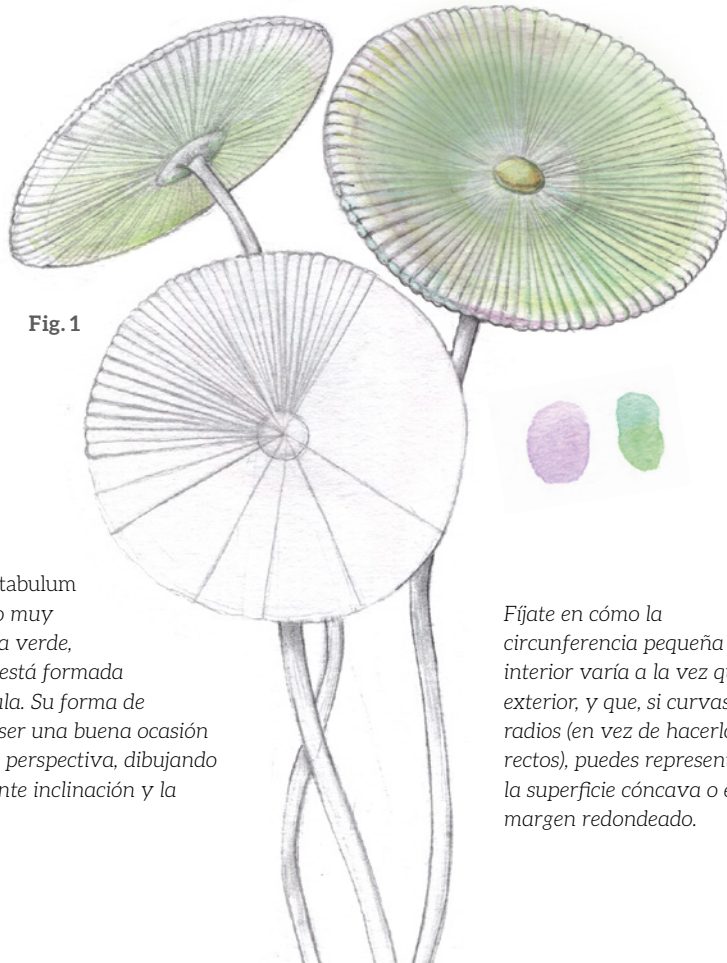 Fig. 1
tabulum
muy
a verde,
está formada
ula. Su forma de
ser una buena ocasión
perspectiva, dibujando
nte inclinación y la
Fíjate en cómo la
circunferencia pequeña
interior varía a la vez qu
exterior, y que, si curvas
radios (en vez de hacerlo
rectos), puedes represen
la superficie cóncava o e
margen redondeado.